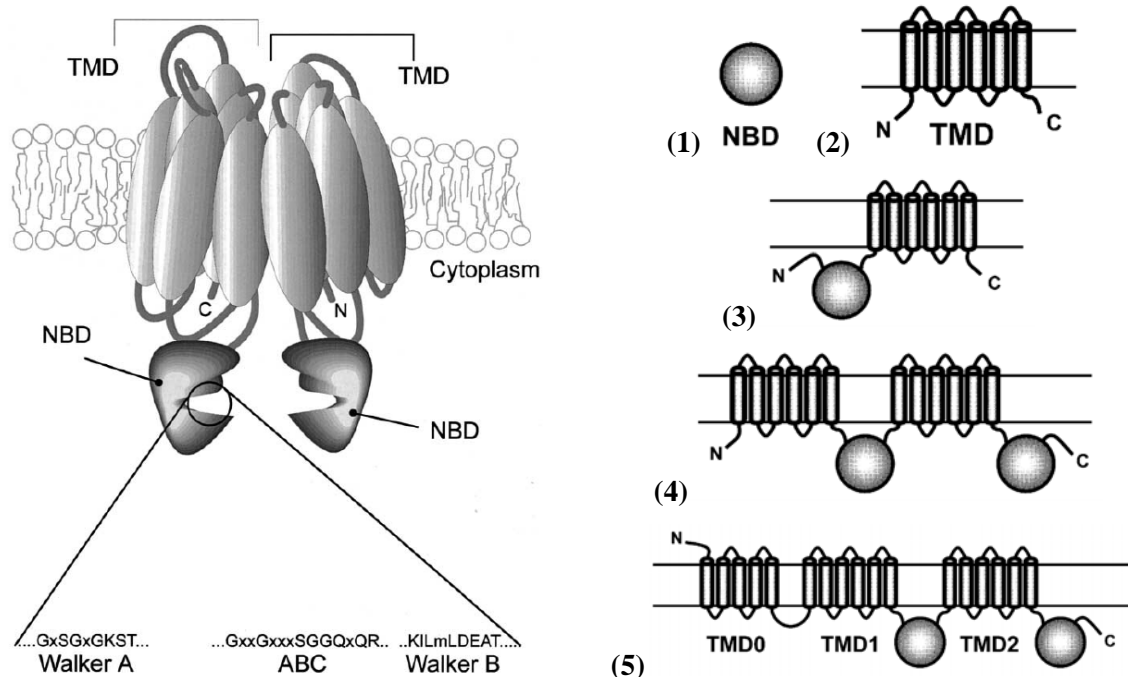 TMD
TMD
Cytoplasm
C
N
NBD
NBD
....GxSGxGKST...
Walker A
...GxxGxxxSGGQxQR..
ABC
..KILmLDEAT.....
Walker B
(1)
NBD
(2)
N
TMD
C
(3)
N
C
(4)
N
C
(5)
N
TMD0
TMD1
TMD2
C